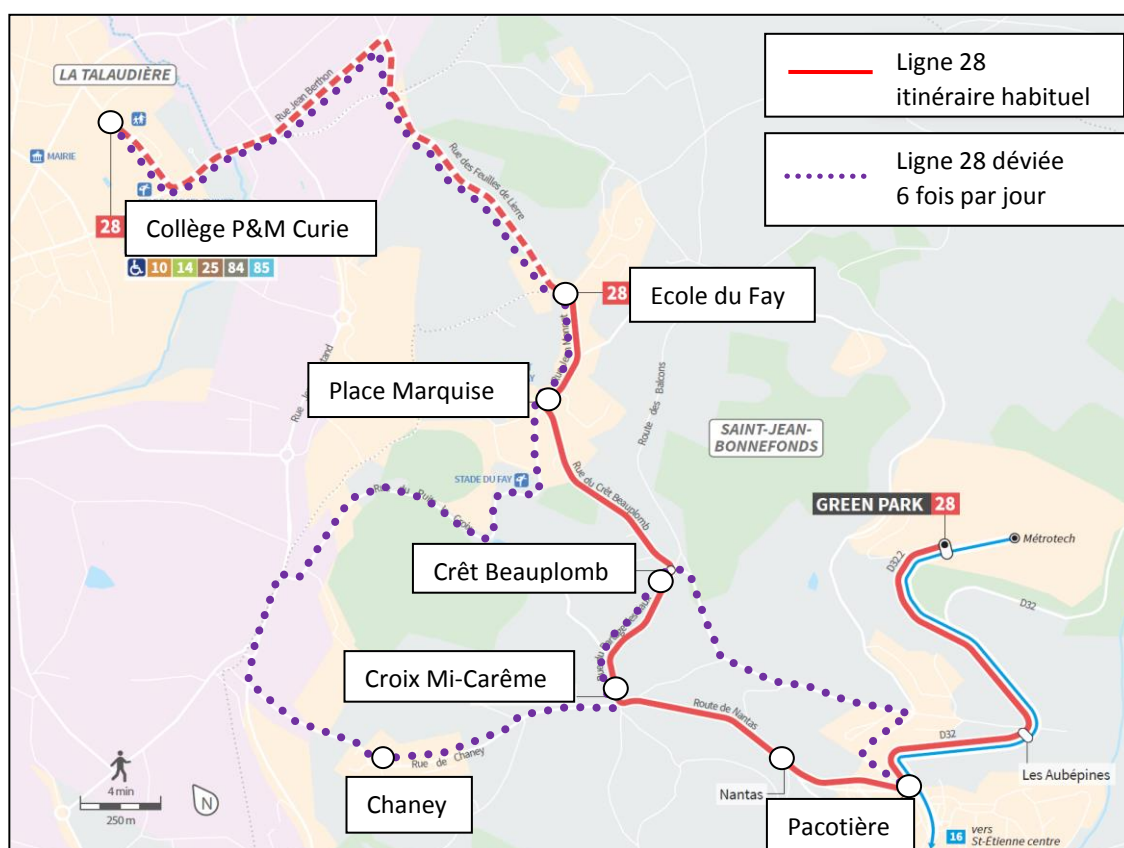 Ligne 28
itinéraire habituel
Ligne 28 déviée
6 fois par jour
LA TALAUDIÈRE
MAIRIE
Rue Jean Berthon
28
Collège P&M Curie
10 14 25 84 85
Rue des Feuilles de Lierre
28
Ecole du Fay
Place Marquise
Route des Balcons
SAINT-JEAN-
BONNEFONDS
STADE DU FAY
Rue du Crêt Beauplomb
GREEN PARK 28
Métrotech
D32.2
D32
Crêt Beauplomb
Croix Mi-Carême
Route de Nantas
D32
Les Aubépines
Rue de Chaney
Chaney
Nantas
Pacotière
4 min
250 m
N
16 vers
St-Etienne centre